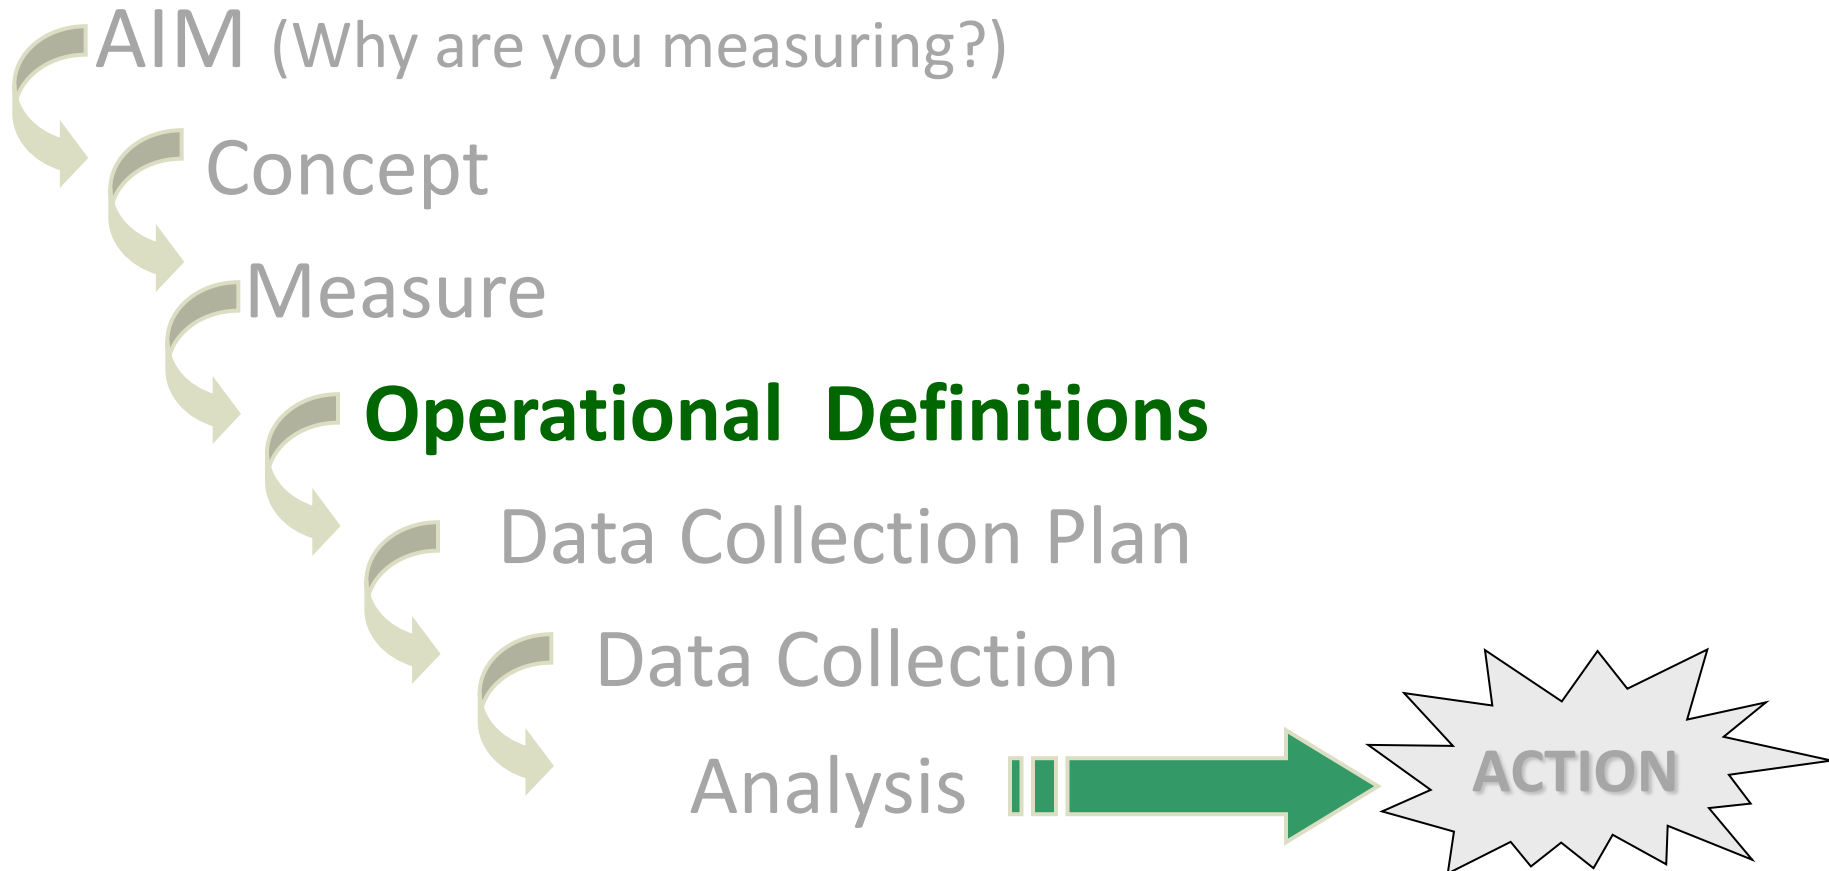 AIM (Why are you measuring?)
Concept
Measure
Operational Definitions
Data Collection Plan
Data Collection
Analysis
ACTION